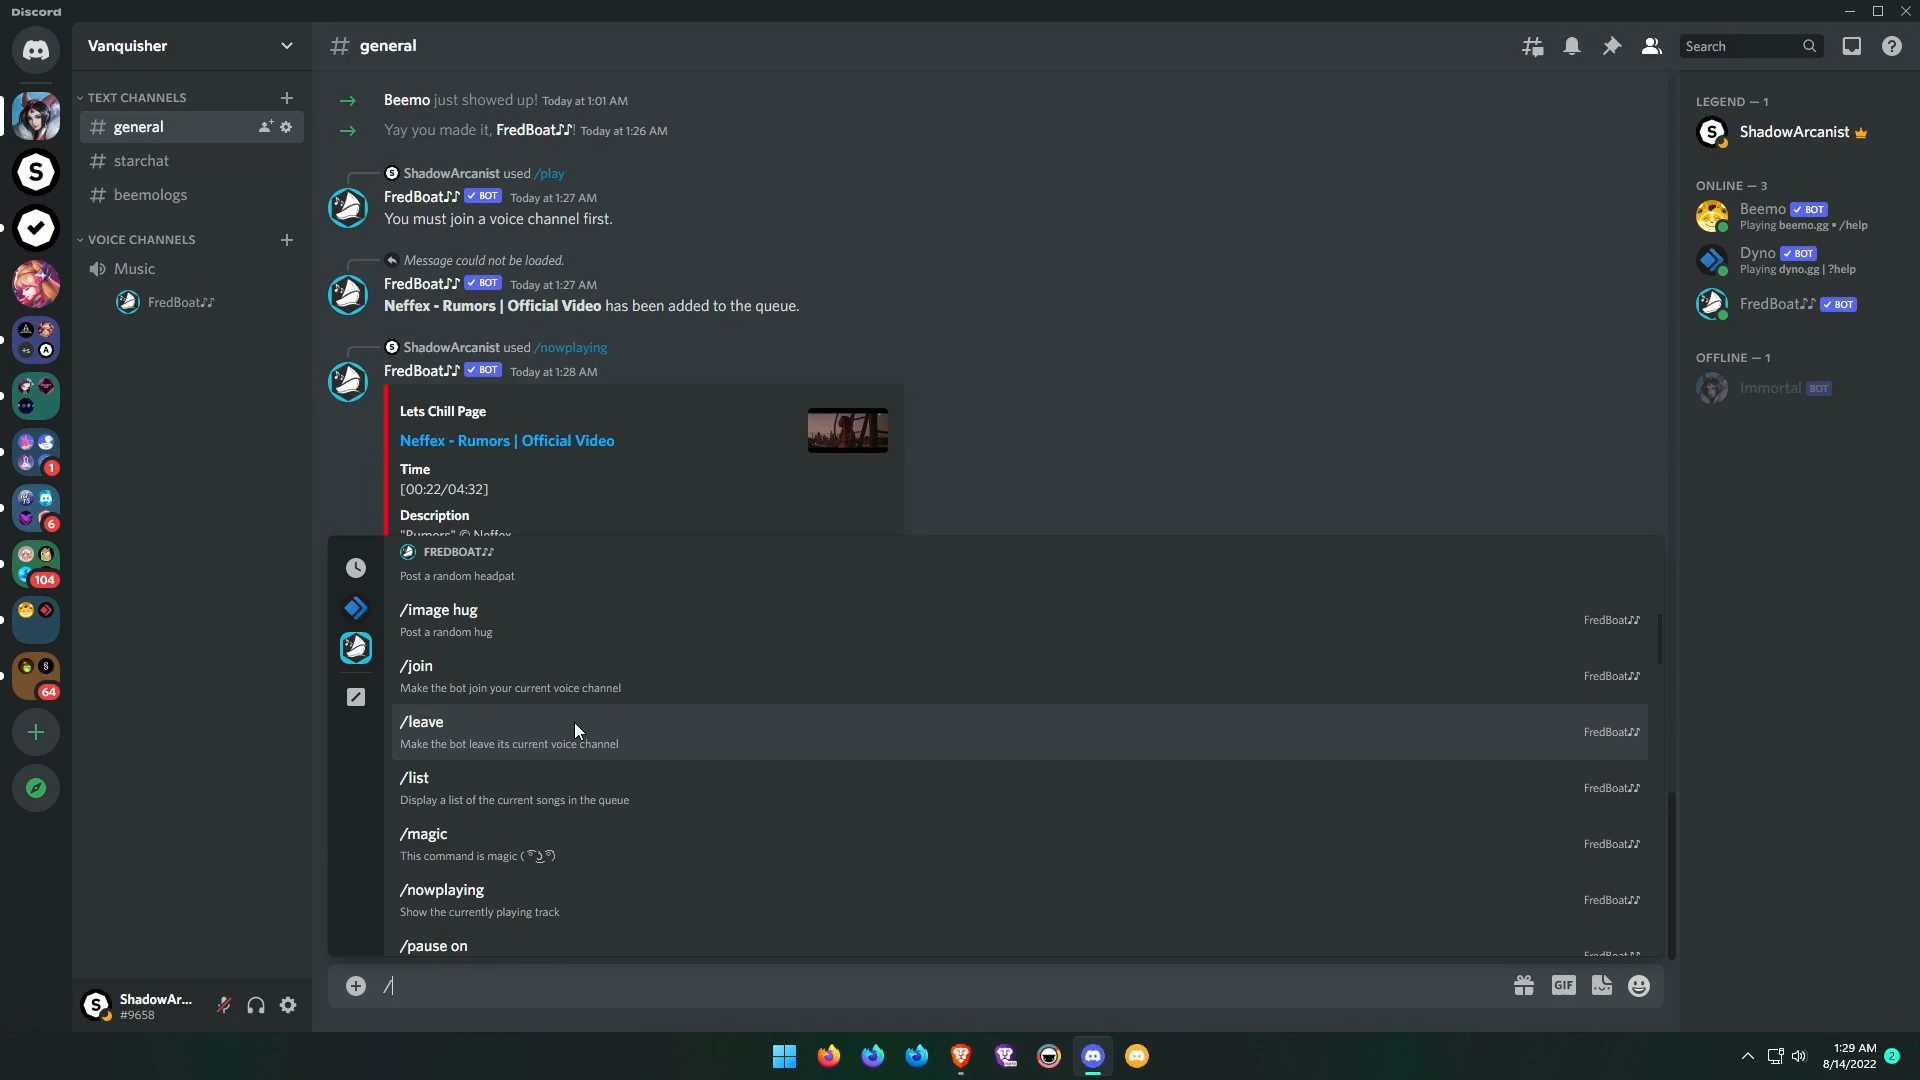 Discord
Vanquisher
general
Search
TEXT CHANNELS
general
starchat
beemologs
VOICE CHANNELS
Music
FredBoat♪♪
Beemo just showed up! Today at 1:01 AM
Yay you made it, FredBoat♪♪! Today at 1:26 AM
ShadowArcanist used /play
FredBoat♪♪ ✓ BOT Today at 1:27 AM
You must join a voice channel first.
Message could not be loaded.
FredBoat♪♪ ✓ BOT Today at 1:27 AM
Neffex - Rumors | Official Video has been added to the queue.
ShadowArcanist used /nowplaying
FredBoat♪♪ ✓ BOT Today at 1:28 AM
Lets Chill Page
Neffex - Rumors | Official Video
Time
[00:22/04:32]
Description
"Rumors" © Neffex
FREDBOAT♪♪
Post a random headpat
/image hug
Post a random hug
FredBoat♪♪
/join
Make the bot join your current voice channel
FredBoat♪♪
/leave
Make the bot leave its current voice channel
FredBoat♪♪
/list
Display a list of the current songs in the queue
FredBoat♪♪
/magic
This command is magic ( ͡° ͜ʖ ͡°)
FredBoat♪♪
/nowplaying
Show the currently playing track
FredBoat♪♪
/pause on
FredBoat♪♪
/
GIF
LEGEND — 1
ShadowArcanist
ONLINE — 3
Beemo ✓ BOT
Playing beemo.gg • /help
Dyno ✓ BOT
Playing dyno.gg | ?help
FredBoat♪♪ ✓ BOT
OFFLINE — 1
Immortal BOT
S
1
6
104
64
ShadowAr...
#9658
1:29 AM
8/14/2022
2